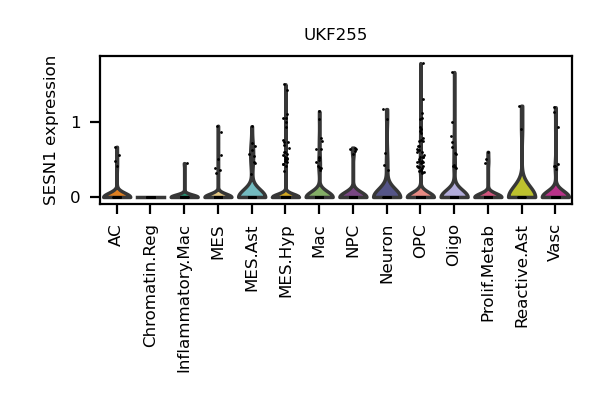 UKF255
SESN1 expression
1
0
AC
Chromatin.Reg
Inflammatory.Mac
MES
MES.Ast
MES.Hyp
Mac
NPC
Neuron
OPC
Oligo
Prolif.Metab
Reactive.Ast
Vasc